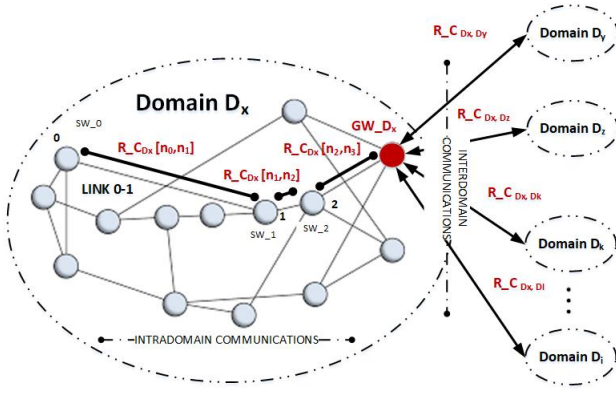 R_C Dx, Dy
Domain Dy
Domain Dx
SW_0
GW_Dx
R_C Dx, Dz
Domain Dz
0
R_CDx [n0,n1]
R_CDx [n2,n3]
LINK 0-1
R_CDx [n1,n2]
INTERDOMAIN
COMMUNICATIONS
R_C Dx, Dk
1
2
SW_1
SW_2
Domain Dk
R_C Dx, DI
INTRADOMAIN COMMUNICATIONS
Domain Di